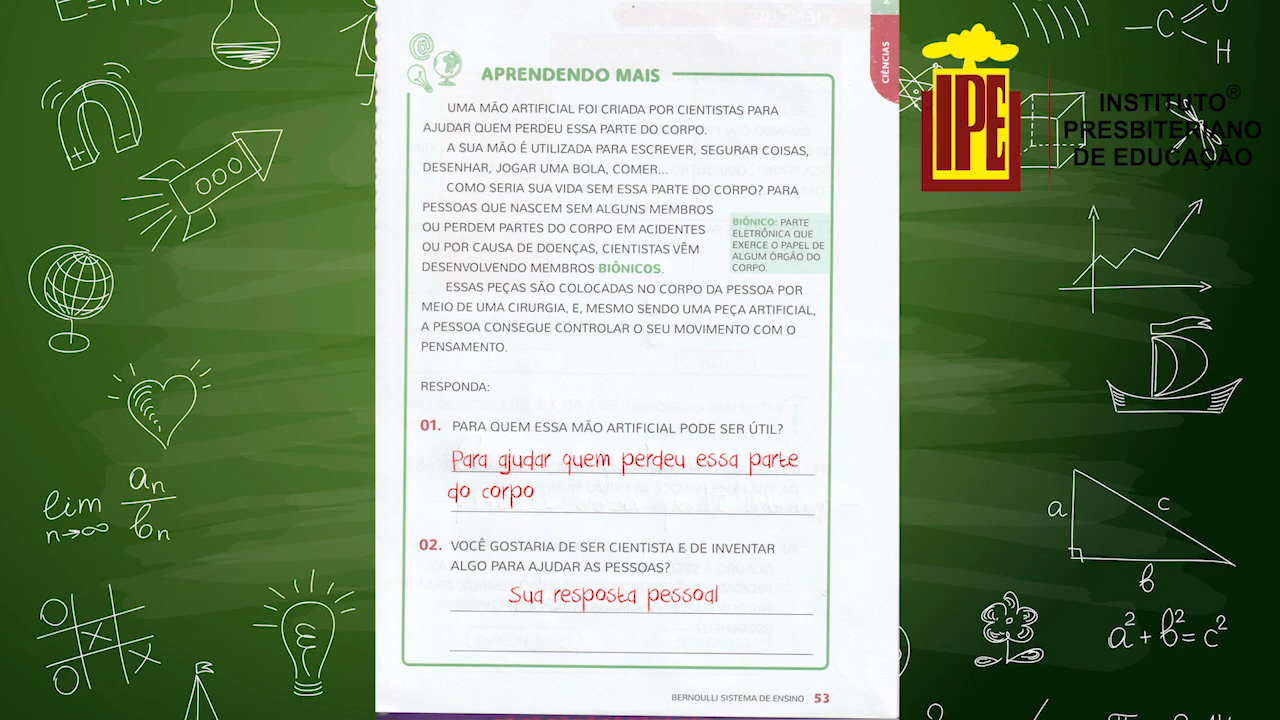 CIÊNCIAS
APRENDENDO MAIS
UMA MÃO ARTIFICIAL FOI CRIADA POR CIENTISTAS PARA
AJUDAR QUEM PERDEU ESSA PARTE DO CORPO.
A SUA MÃO É UTILIZADA PARA ESCREVER, SEGURAR COISAS,
DESENHAR, JOGAR UMA BOLA, COMER...
COMO SERIA SUA VIDA SEM ESSA PARTE DO CORPO? PARA
PESSOAS QUE NASCEM SEM ALGUNS MEMBROS
OU PERDEM PARTES DO CORPO EM ACIDENTES
OU POR CAUSA DE DOENÇAS, CIENTISTAS VÊM
DESENVOLVENDO MEMBROS BIÔNICOS.
BIÔNICO: PARTE
ELETRÔNICA QUE
EXERCE O PAPEL DE
ALGUM ÓRGÃO DO
CORPO.
ESSAS PEÇAS SÃO COLOCADAS NO CORPO DA PESSOA POR
MEIO DE UMA CIRURGIA, E, MESMO SENDO UMA PEÇA ARTIFICIAL,
A PESSOA CONSEGUE CONTROLAR O SEU MOVIMENTO COM O
PENSAMENTO.
RESPONDA:
01. PARA QUEM ESSA MÃO ARTIFICIAL PODE SER ÚTIL?
Para ajudar quem perdeu essa parte
do corpo
02. VOCÊ GOSTARIA DE SER CIENTISTA E DE INVENTAR
ALGO PARA AJUDAR AS PESSOAS?
Sua resposta pessoal
BERNOULLI SISTEMA DE ENSINO 53
IPE
INSTITUTO®
PRESBITERIANO
DE EDUCAÇÃO
C
H
lim
n→∞
aₙ
bₙ
a
c
b
a²+b²=c²